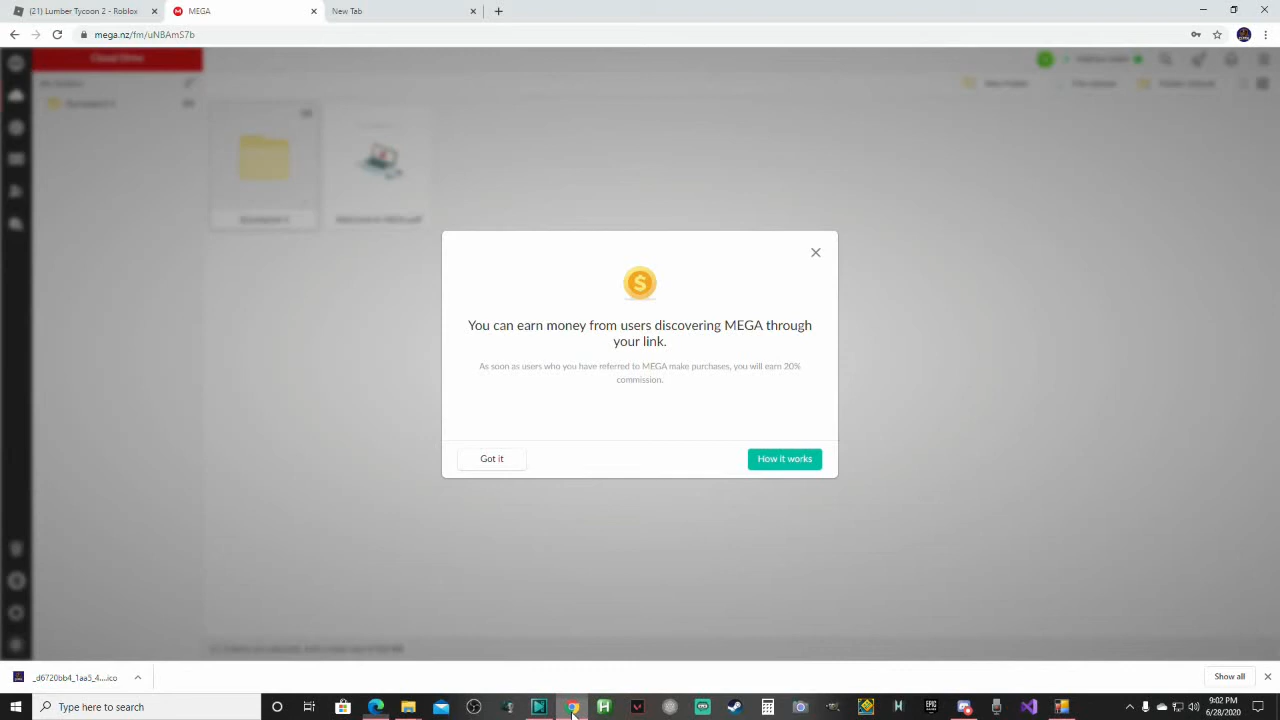 (21) Lumber Tycoon 2 - Roblox
MEGA
New Tab
mega.nz/fm/uNBAmS7b
Cloud Drive
You can earn money from users discovering MEGA through
your link.
As soon as users who you have referred to MEGA make purchases, you will earn 20%
commission.
Got it
How it works
_d6720bb4_1aa5_4....ico
Show all
Type here to search
9:02 PM
6/28/2020